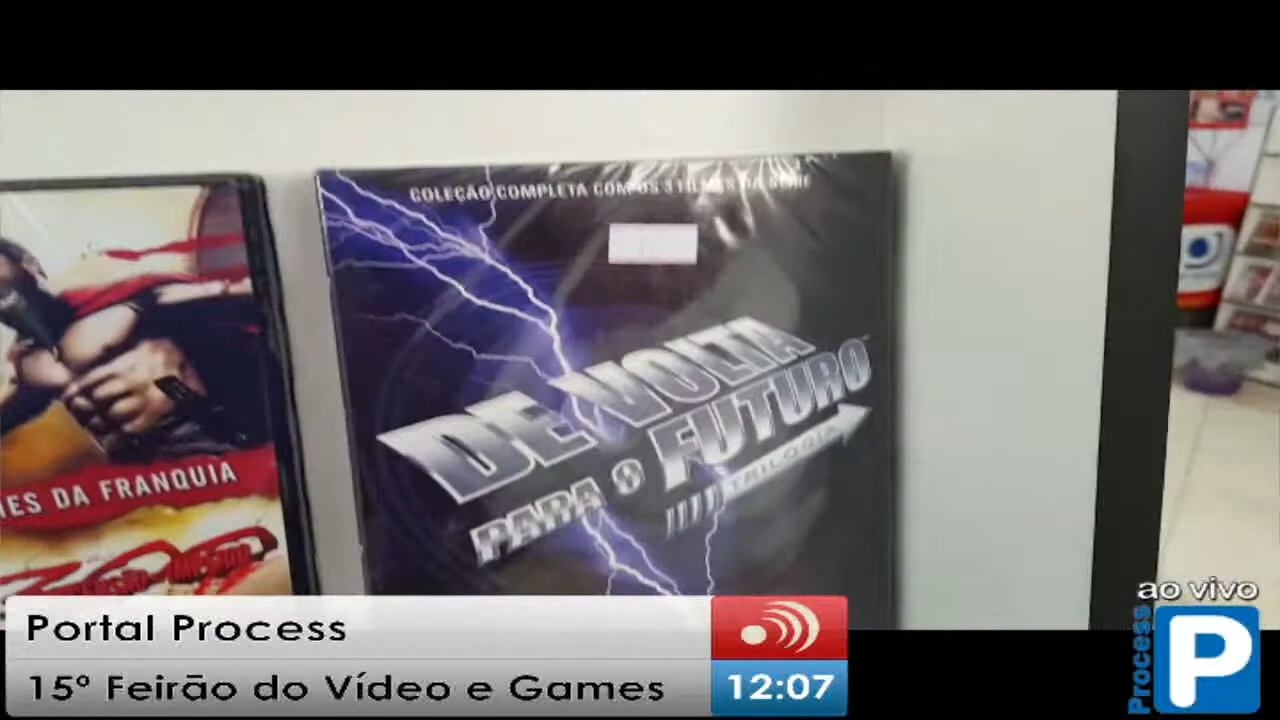 COLEÇÃO COMPLETA COM OS 3 FILMES DA SÉRIE
DE VOLTA
PARA O FUTURO
TRILOGIA
ES DA FRANQUIA
ao vivo
Process
P
Portal Process
15º Feirão do Vídeo e Games
12:07